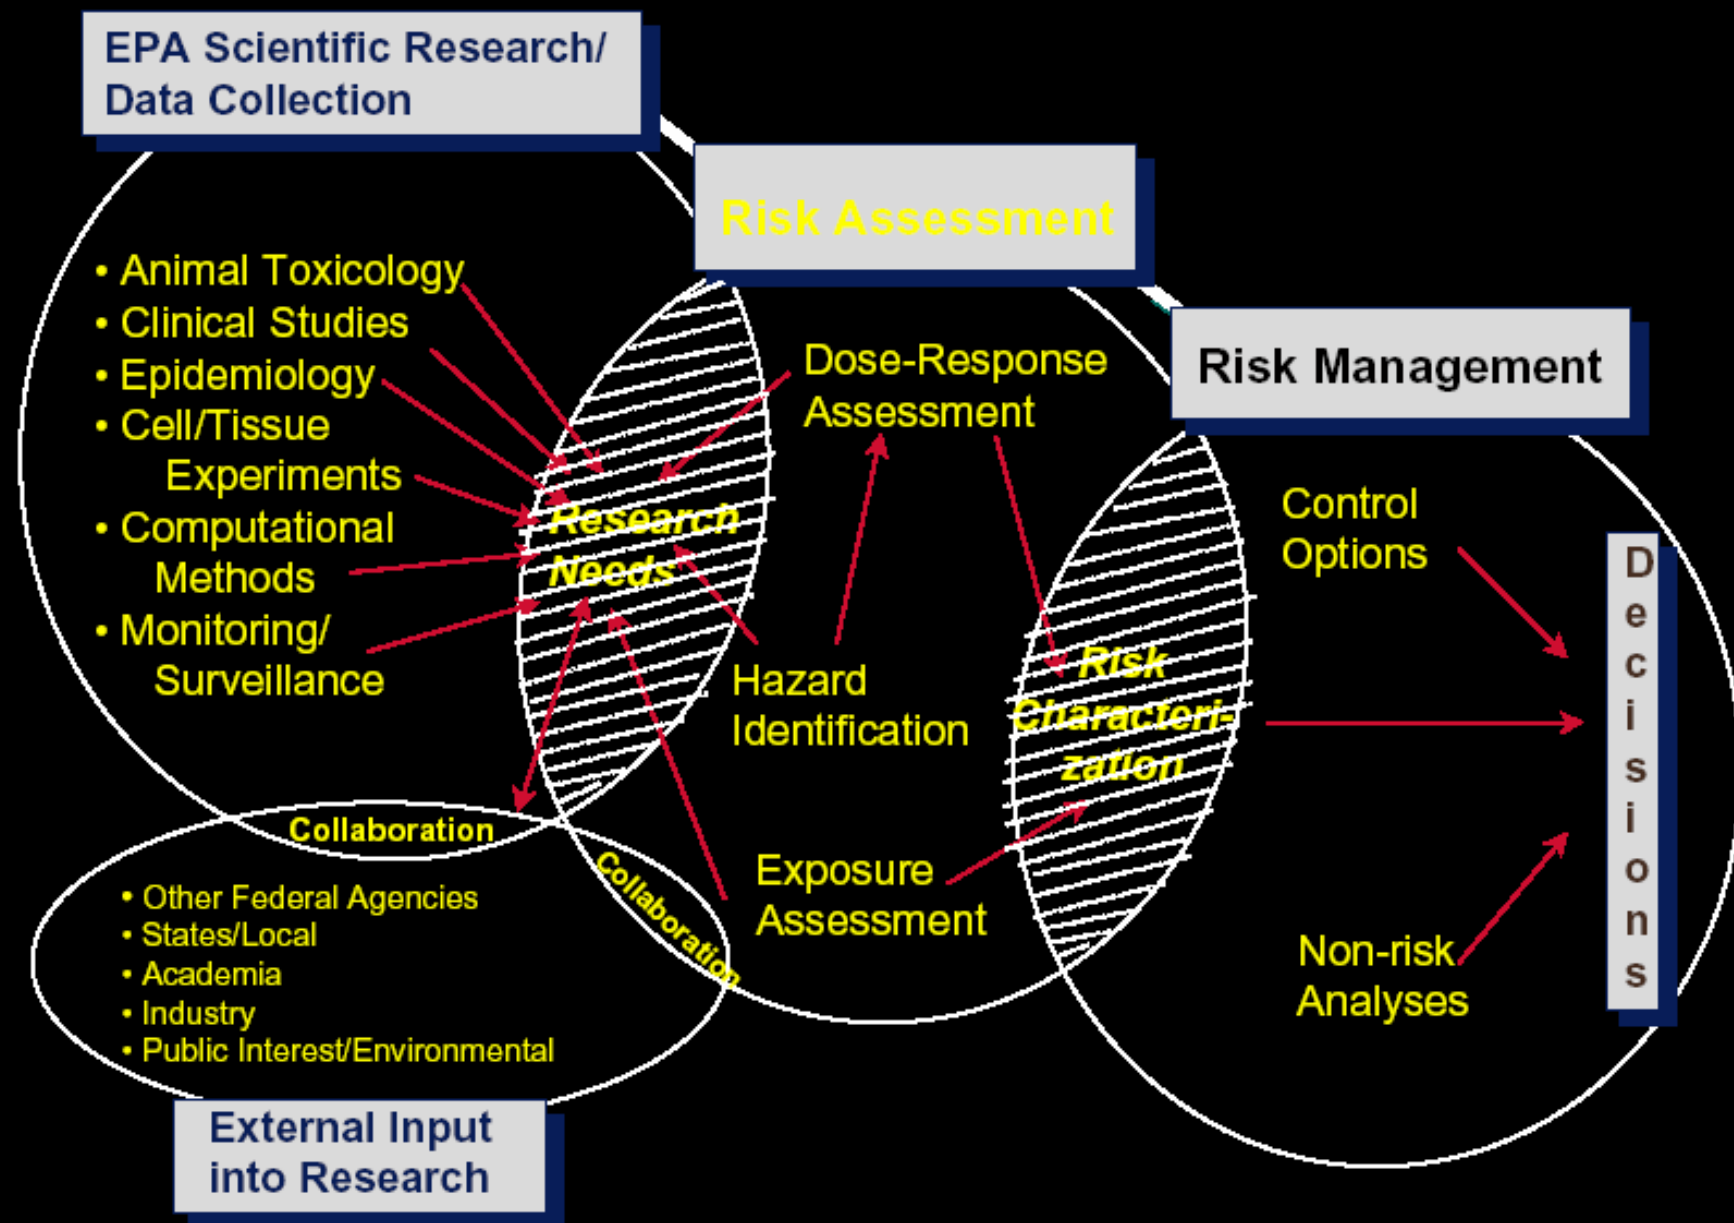 EPA Scientific Research/
Data Collection
Risk Assessment
Risk Management
• Animal Toxicology
• Clinical Studies
• Epidemiology
• Cell/Tissue
Experiments
• Computational
Methods
• Monitoring/
Surveillance
Research
Needs
Dose-Response
Assessment
Hazard
Identification
Exposure
Assessment
Risk
Characteri-
zation
Control
Options
Non-risk
Analyses
Decisions
Collaboration
Collaboration
• Other Federal Agencies
• States/Local
• Academia
• Industry
• Public Interest/Environmental
External Input
into Research